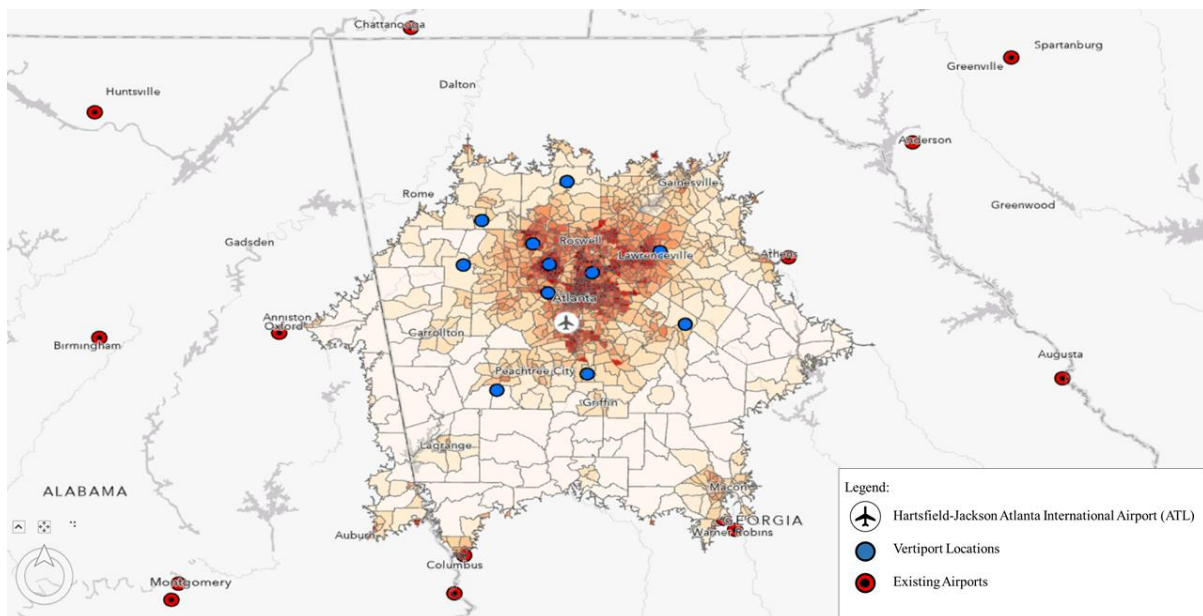 Chattanooga
Spartanburg
Greenville
Dalton
Huntsville
Anderson
Gainesville
Rome
Greenwood
Roswell
Gadsden
Lawrenceville
Athens
Atlanta
Anniston
Oxford
Carrollton
Birmingham
Augusta
Peachtree City
Griffin
Lagrange
Macon
ALABAMA
GEORGIA
Auburn
Warner Robins
Columbus
Montgomery
Legend:
Hartsfield-Jackson Atlanta International Airport (ATL)
Vertiport Locations
Existing Airports